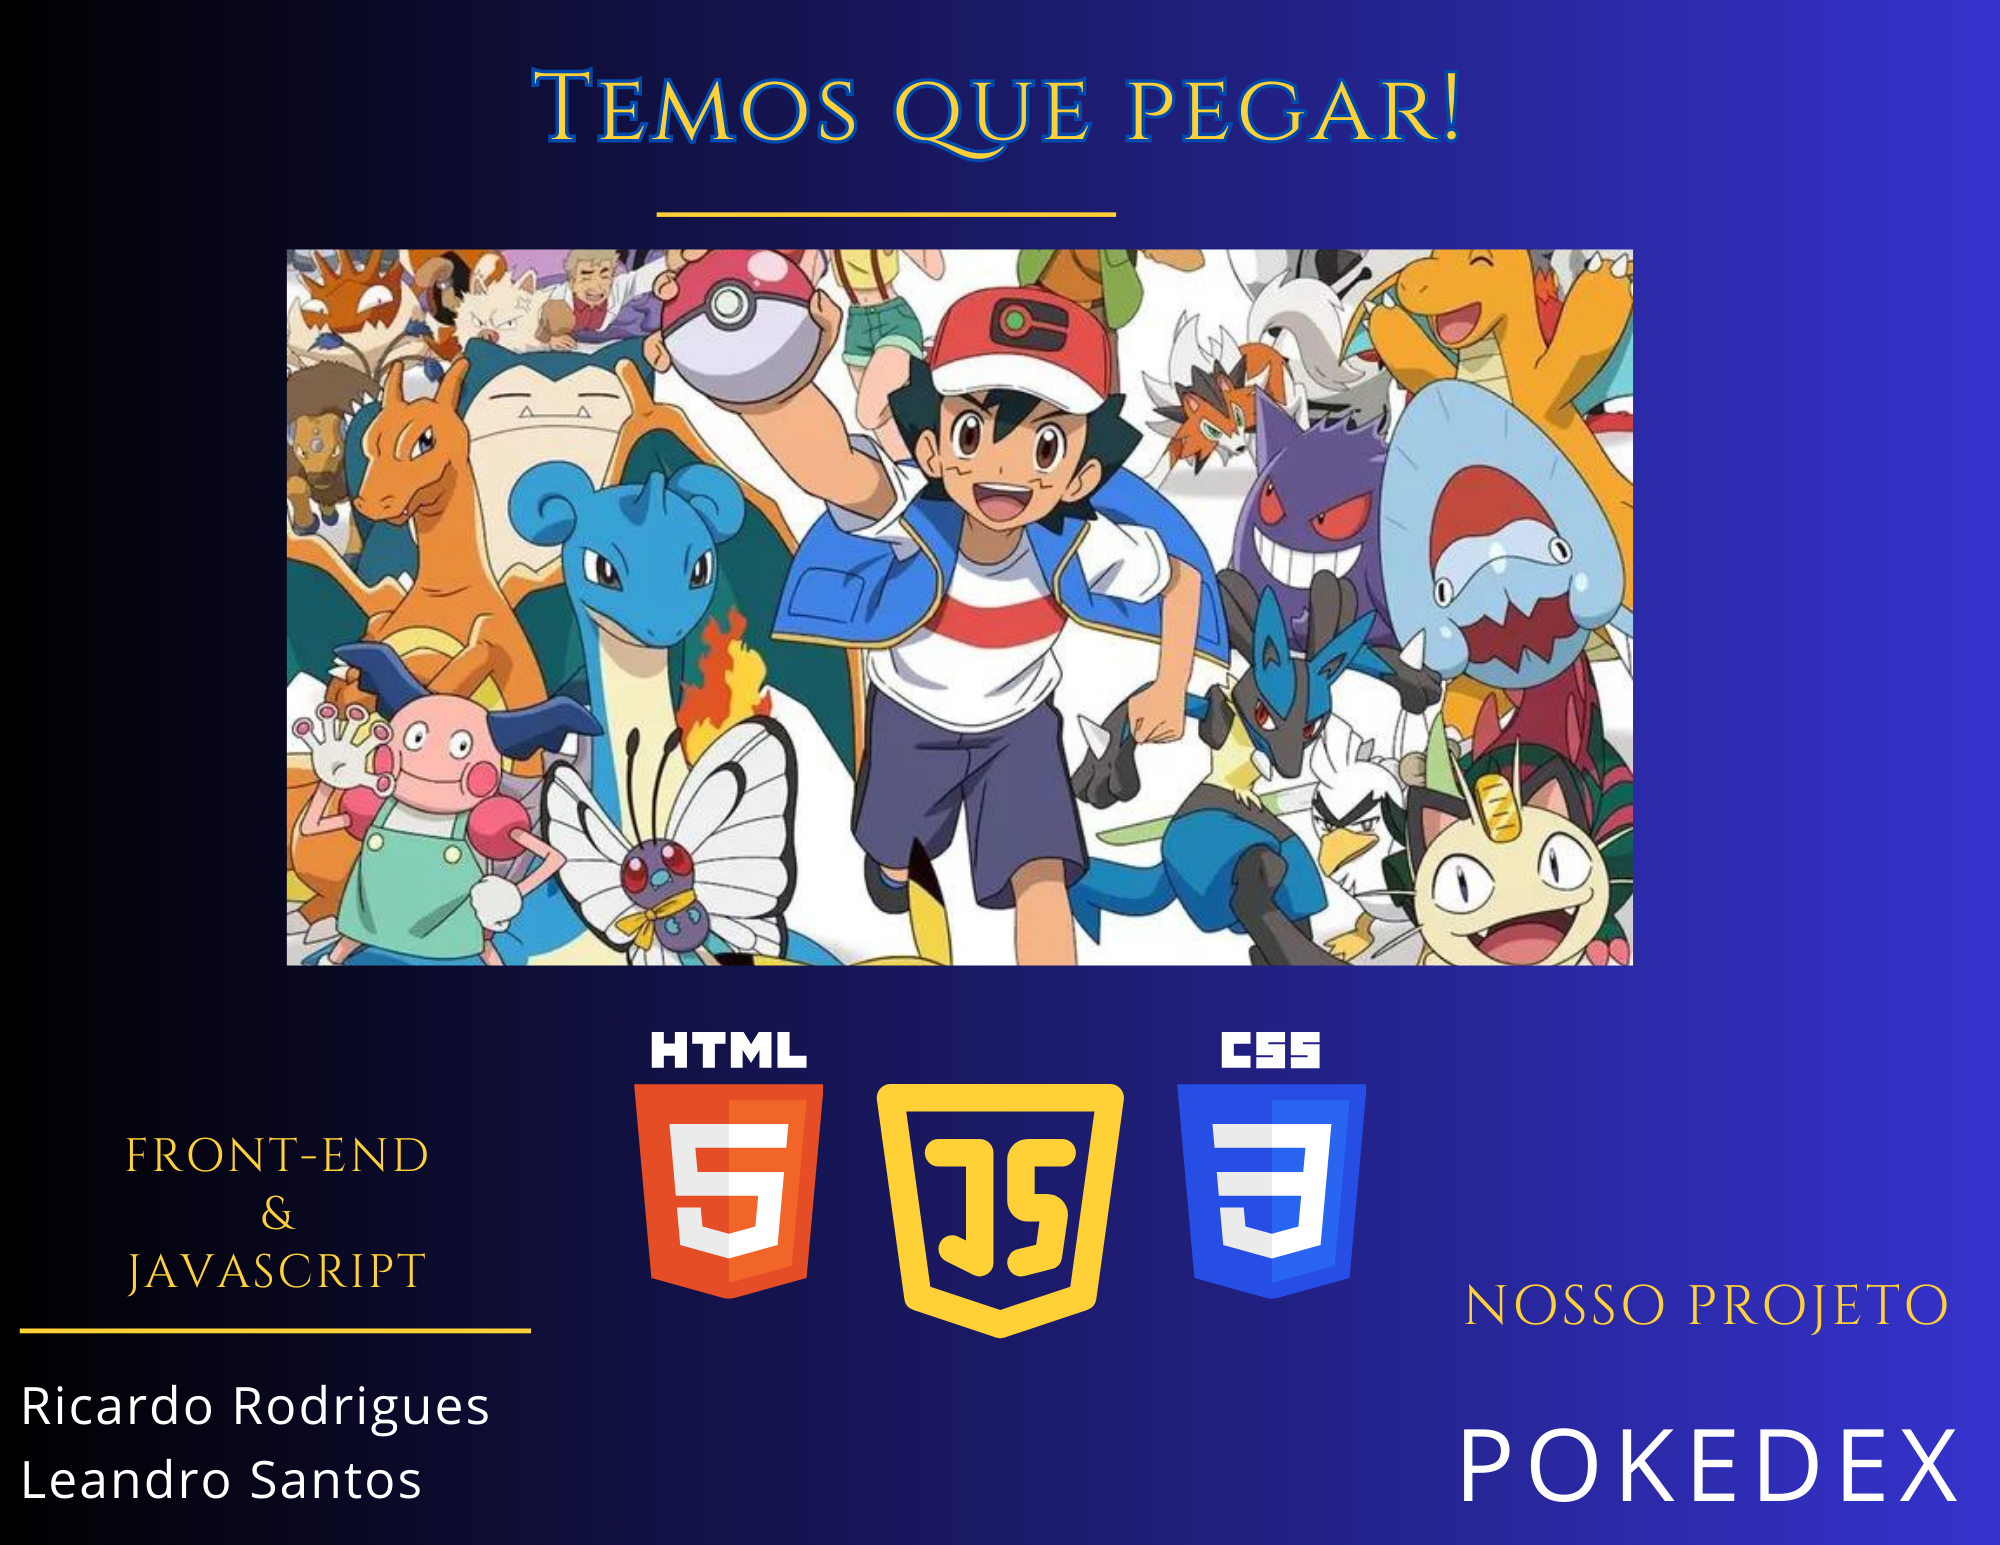 Temos que pegar!
HTML
5
JS
CSS
3
FRONT-END
&
JAVASCRIPT
Ricardo Rodrigues
Leandro Santos
NOSSO PROJETO
POKEDEX